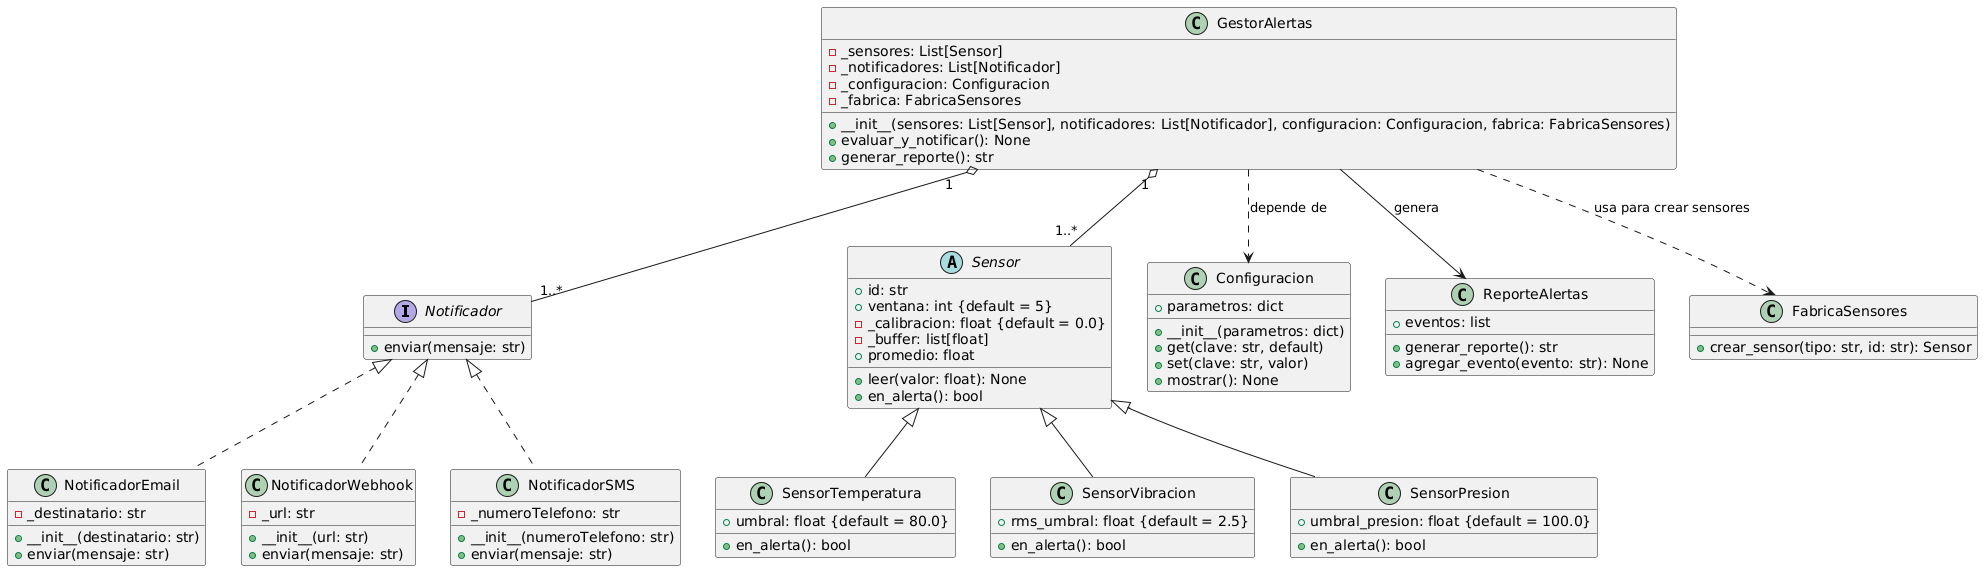 C GestorAlertas
_sensores: List[Sensor]
_notificadores: List[Notificador]
_configuracion: Configuracion
_fabrica: FabricaSensores
__init__(sensores: List[Sensor], notificadores: List[Notificador], configuracion: Configuracion, fabrica: FabricaSensores)
evaluar_y_notificar(): None
generar_reporte(): str
1
1
depende de
genera
usa para crear sensores
1..*
1..*
I Notificador
enviar(mensaje: str)
A Sensor
id: str
ventana: int {default = 5}
_calibracion: float {default = 0.0}
_buffer: list[float]
promedio: float
leer(valor: float): None
en_alerta(): bool
C Configuracion
parametros: dict
__init__(parametros: dict)
get(clave: str, default)
set(clave: str, valor)
mostrar(): None
C ReporteAlertas
eventos: list
generar_reporte(): str
agregar_evento(evento: str): None
C FabricaSensores
crear_sensor(tipo: str, id: str): Sensor
C NotificadorEmail
_destinatario: str
__init__(destinatario: str)
enviar(mensaje: str)
C NotificadorWebhook
_url: str
__init__(url: str)
enviar(mensaje: str)
C NotificadorSMS
_numeroTelefono: str
__init__(numeroTelefono: str)
enviar(mensaje: str)
C SensorTemperatura
umbral: float {default = 80.0}
en_alerta(): bool
C SensorVibracion
rms_umbral: float {default = 2.5}
en_alerta(): bool
C SensorPresion
umbral_presion: float {default = 100.0}
en_alerta(): bool